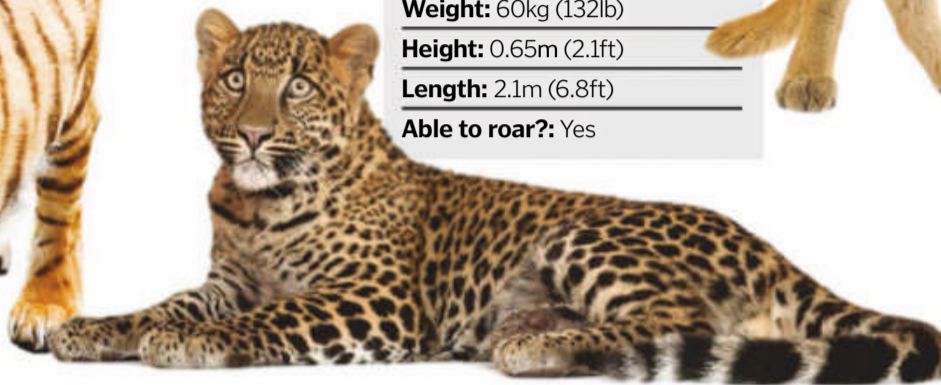 Weight: 60kg (132lb)
Height: 0.65m (2.1ft)
Length: 2.1m (6.8ft)
Able to roar?: Yes